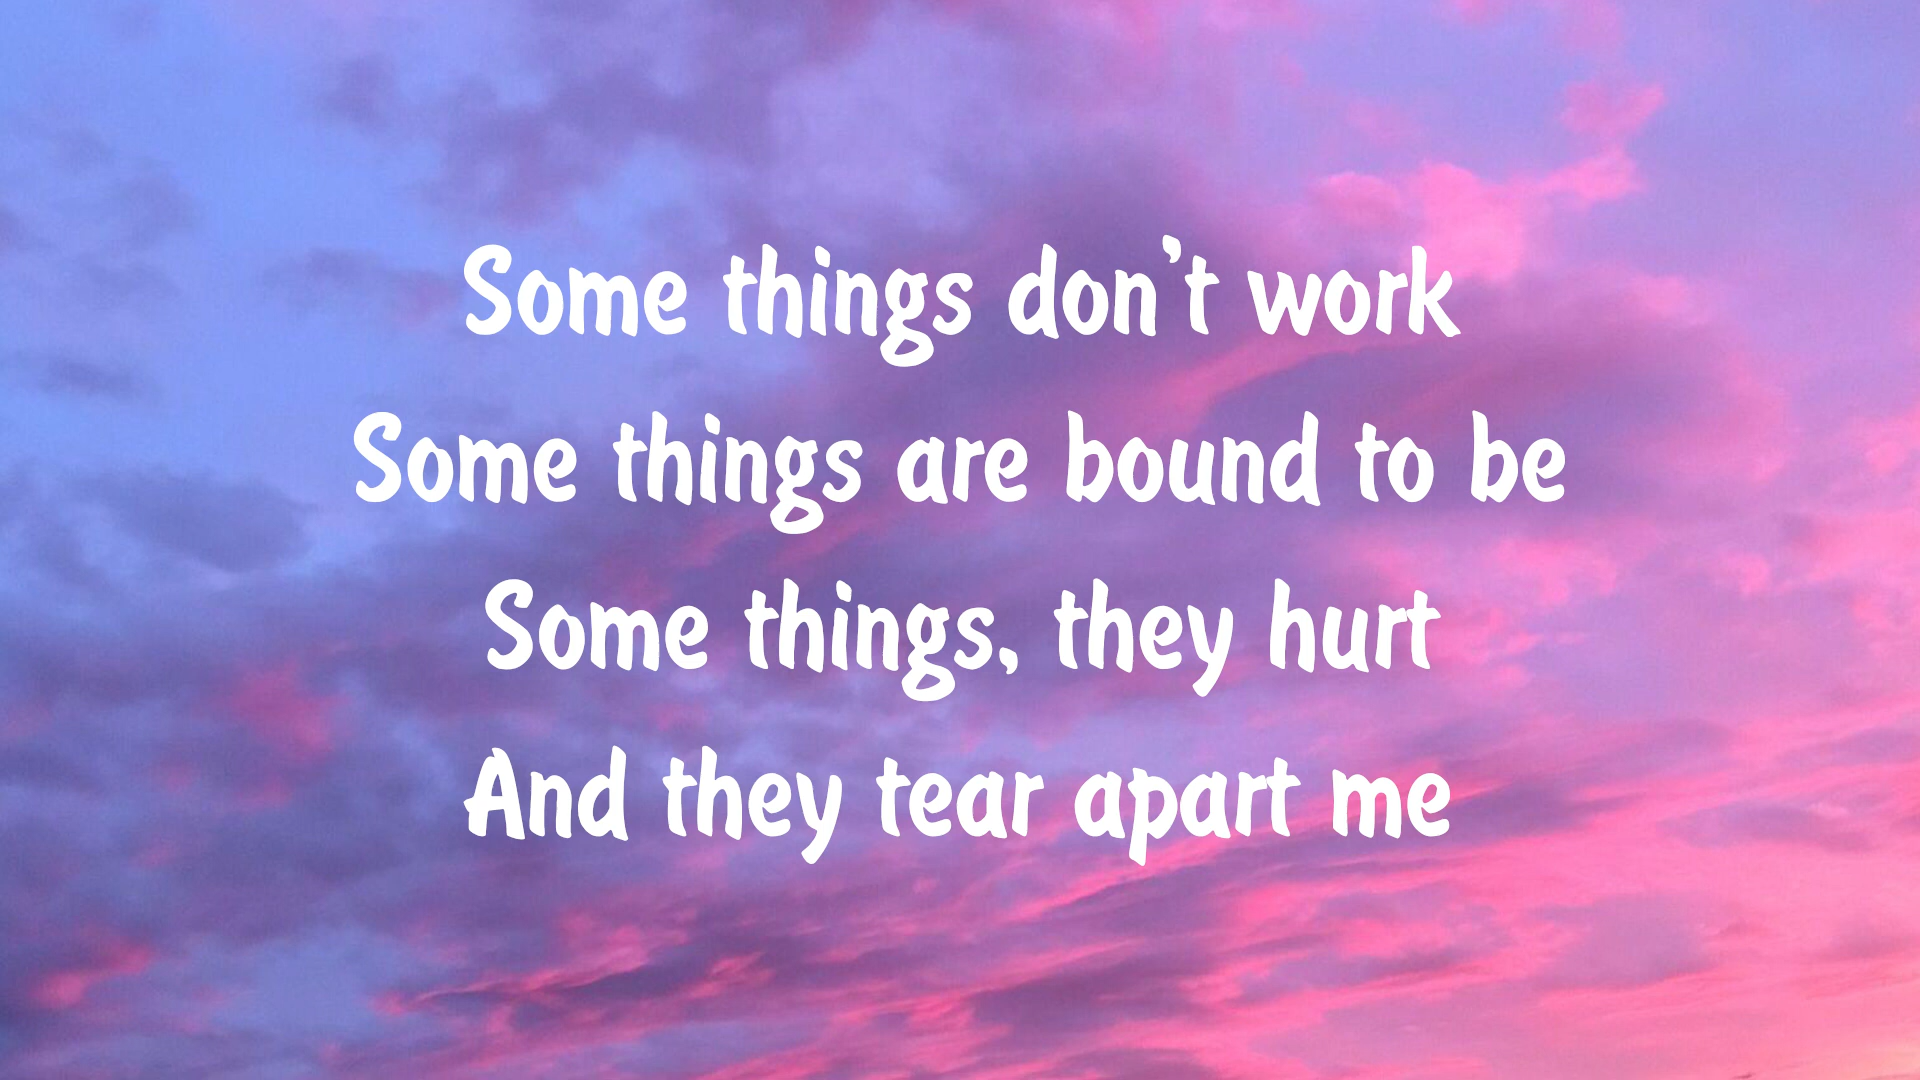 Some things don't work
Some things are bound to be
Some things, they hurt
And they tear apart me